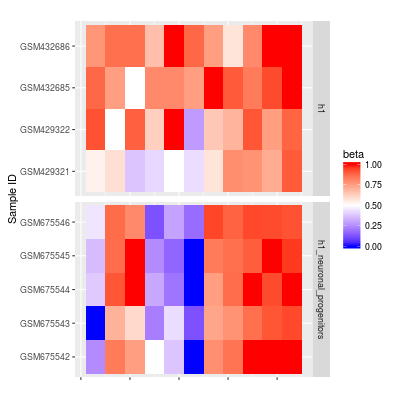 GSM432686
GSM432685
GSM429322
GSM429321
h1
GSM675546
GSM675545
GSM675544
GSM675543
GSM675542
h1_neuronal_progenitors
Sample ID
beta
1.00
0.75
0.50
0.25
0.00